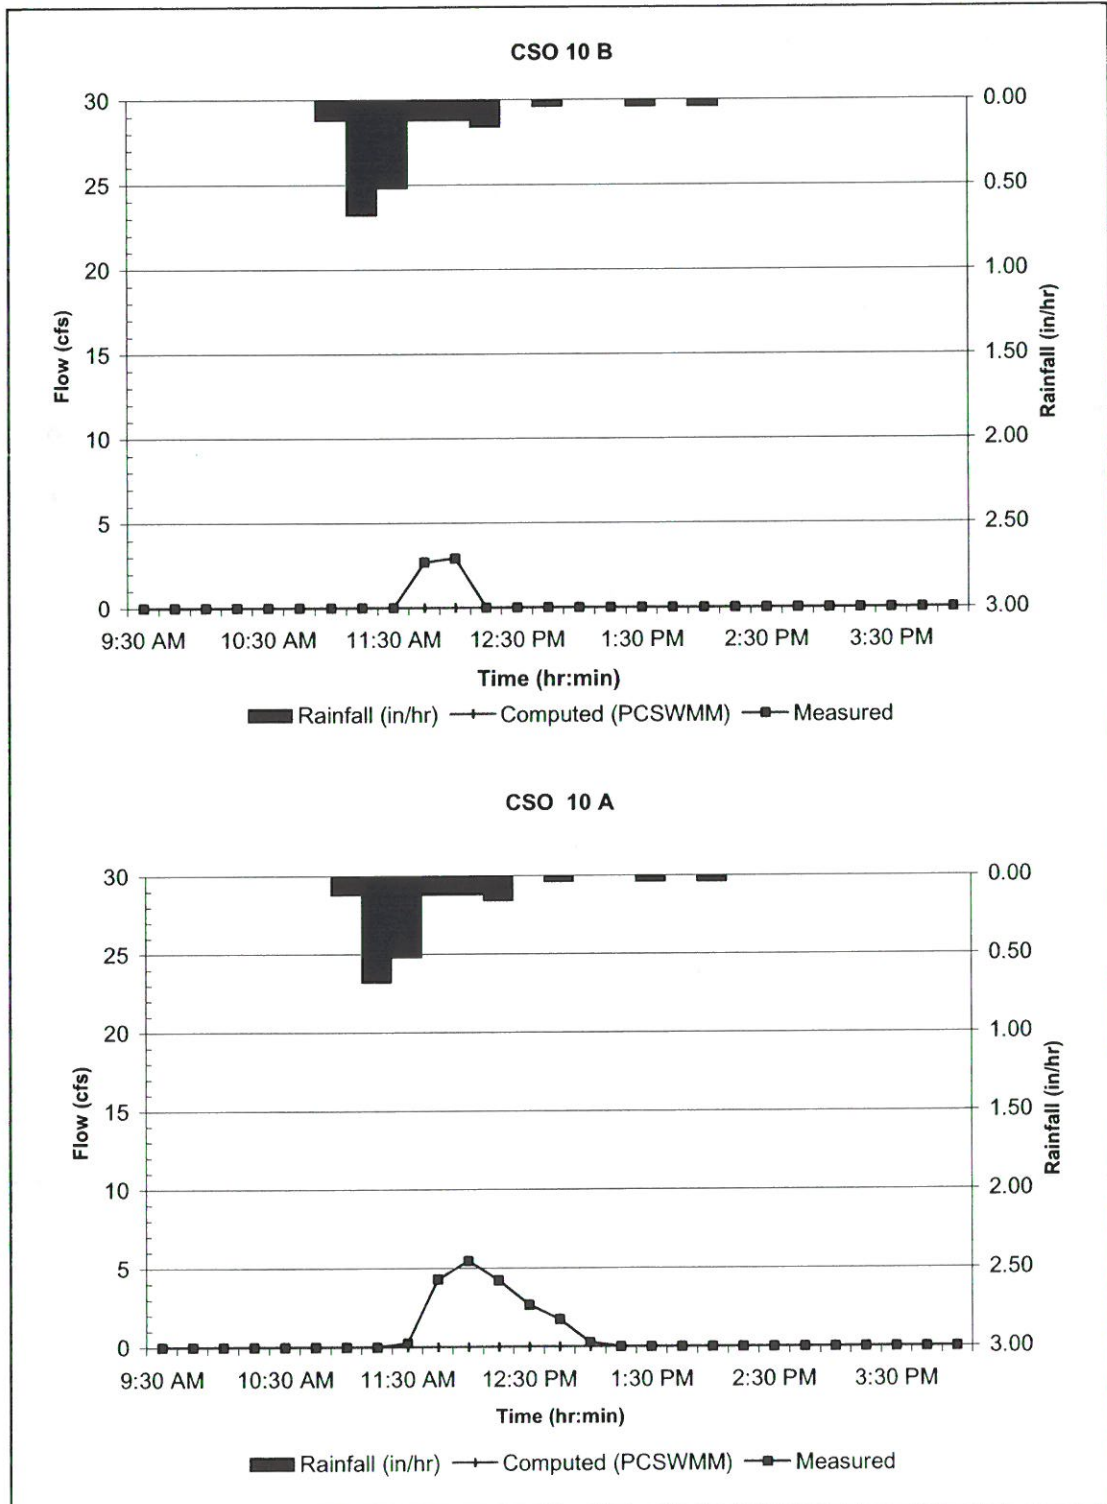 CSO 10 B
30
25
20
15
10
5
0
Flow (cfs)
0.00
0.50
1.00
1.50
2.00
2.50
3.00
Rainfall (in/hr)
9:30 AM 10:30 AM 11:30 AM 12:30 PM 1:30 PM 2:30 PM 3:30 PM
Time (hr:min)
Rainfall (in/hr) Computed (PCSWMM) Measured
CSO 10 A
30
25
20
15
10
5
0
Flow (cfs)
0.00
0.50
1.00
1.50
2.00
2.50
3.00
Rainfall (in/hr)
9:30 AM 10:30 AM 11:30 AM 12:30 PM 1:30 PM 2:30 PM 3:30 PM
Time (hr:min)
Rainfall (in/hr) Computed (PCSWMM) Measured